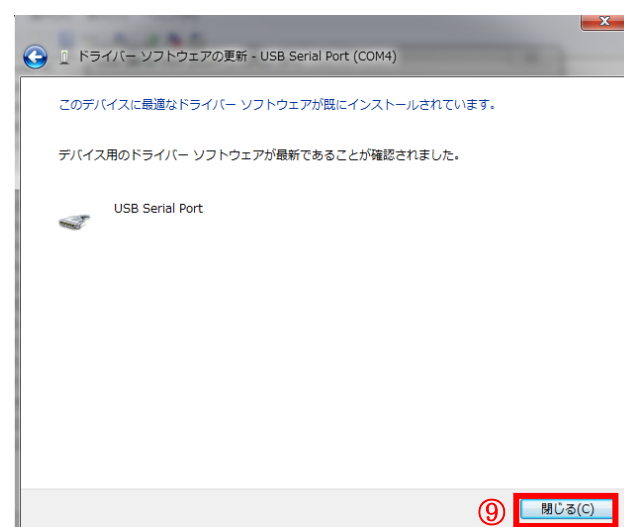 ドライバー ソフトウェアの更新 - USB Serial Port (COM4)
このデバイスに最適なドライバー ソフトウェアが既にインストールされています。
デバイス用のドライバー ソフトウェアが最新であることが確認されました。
USB Serial Port
⑨ 閉じる(C)